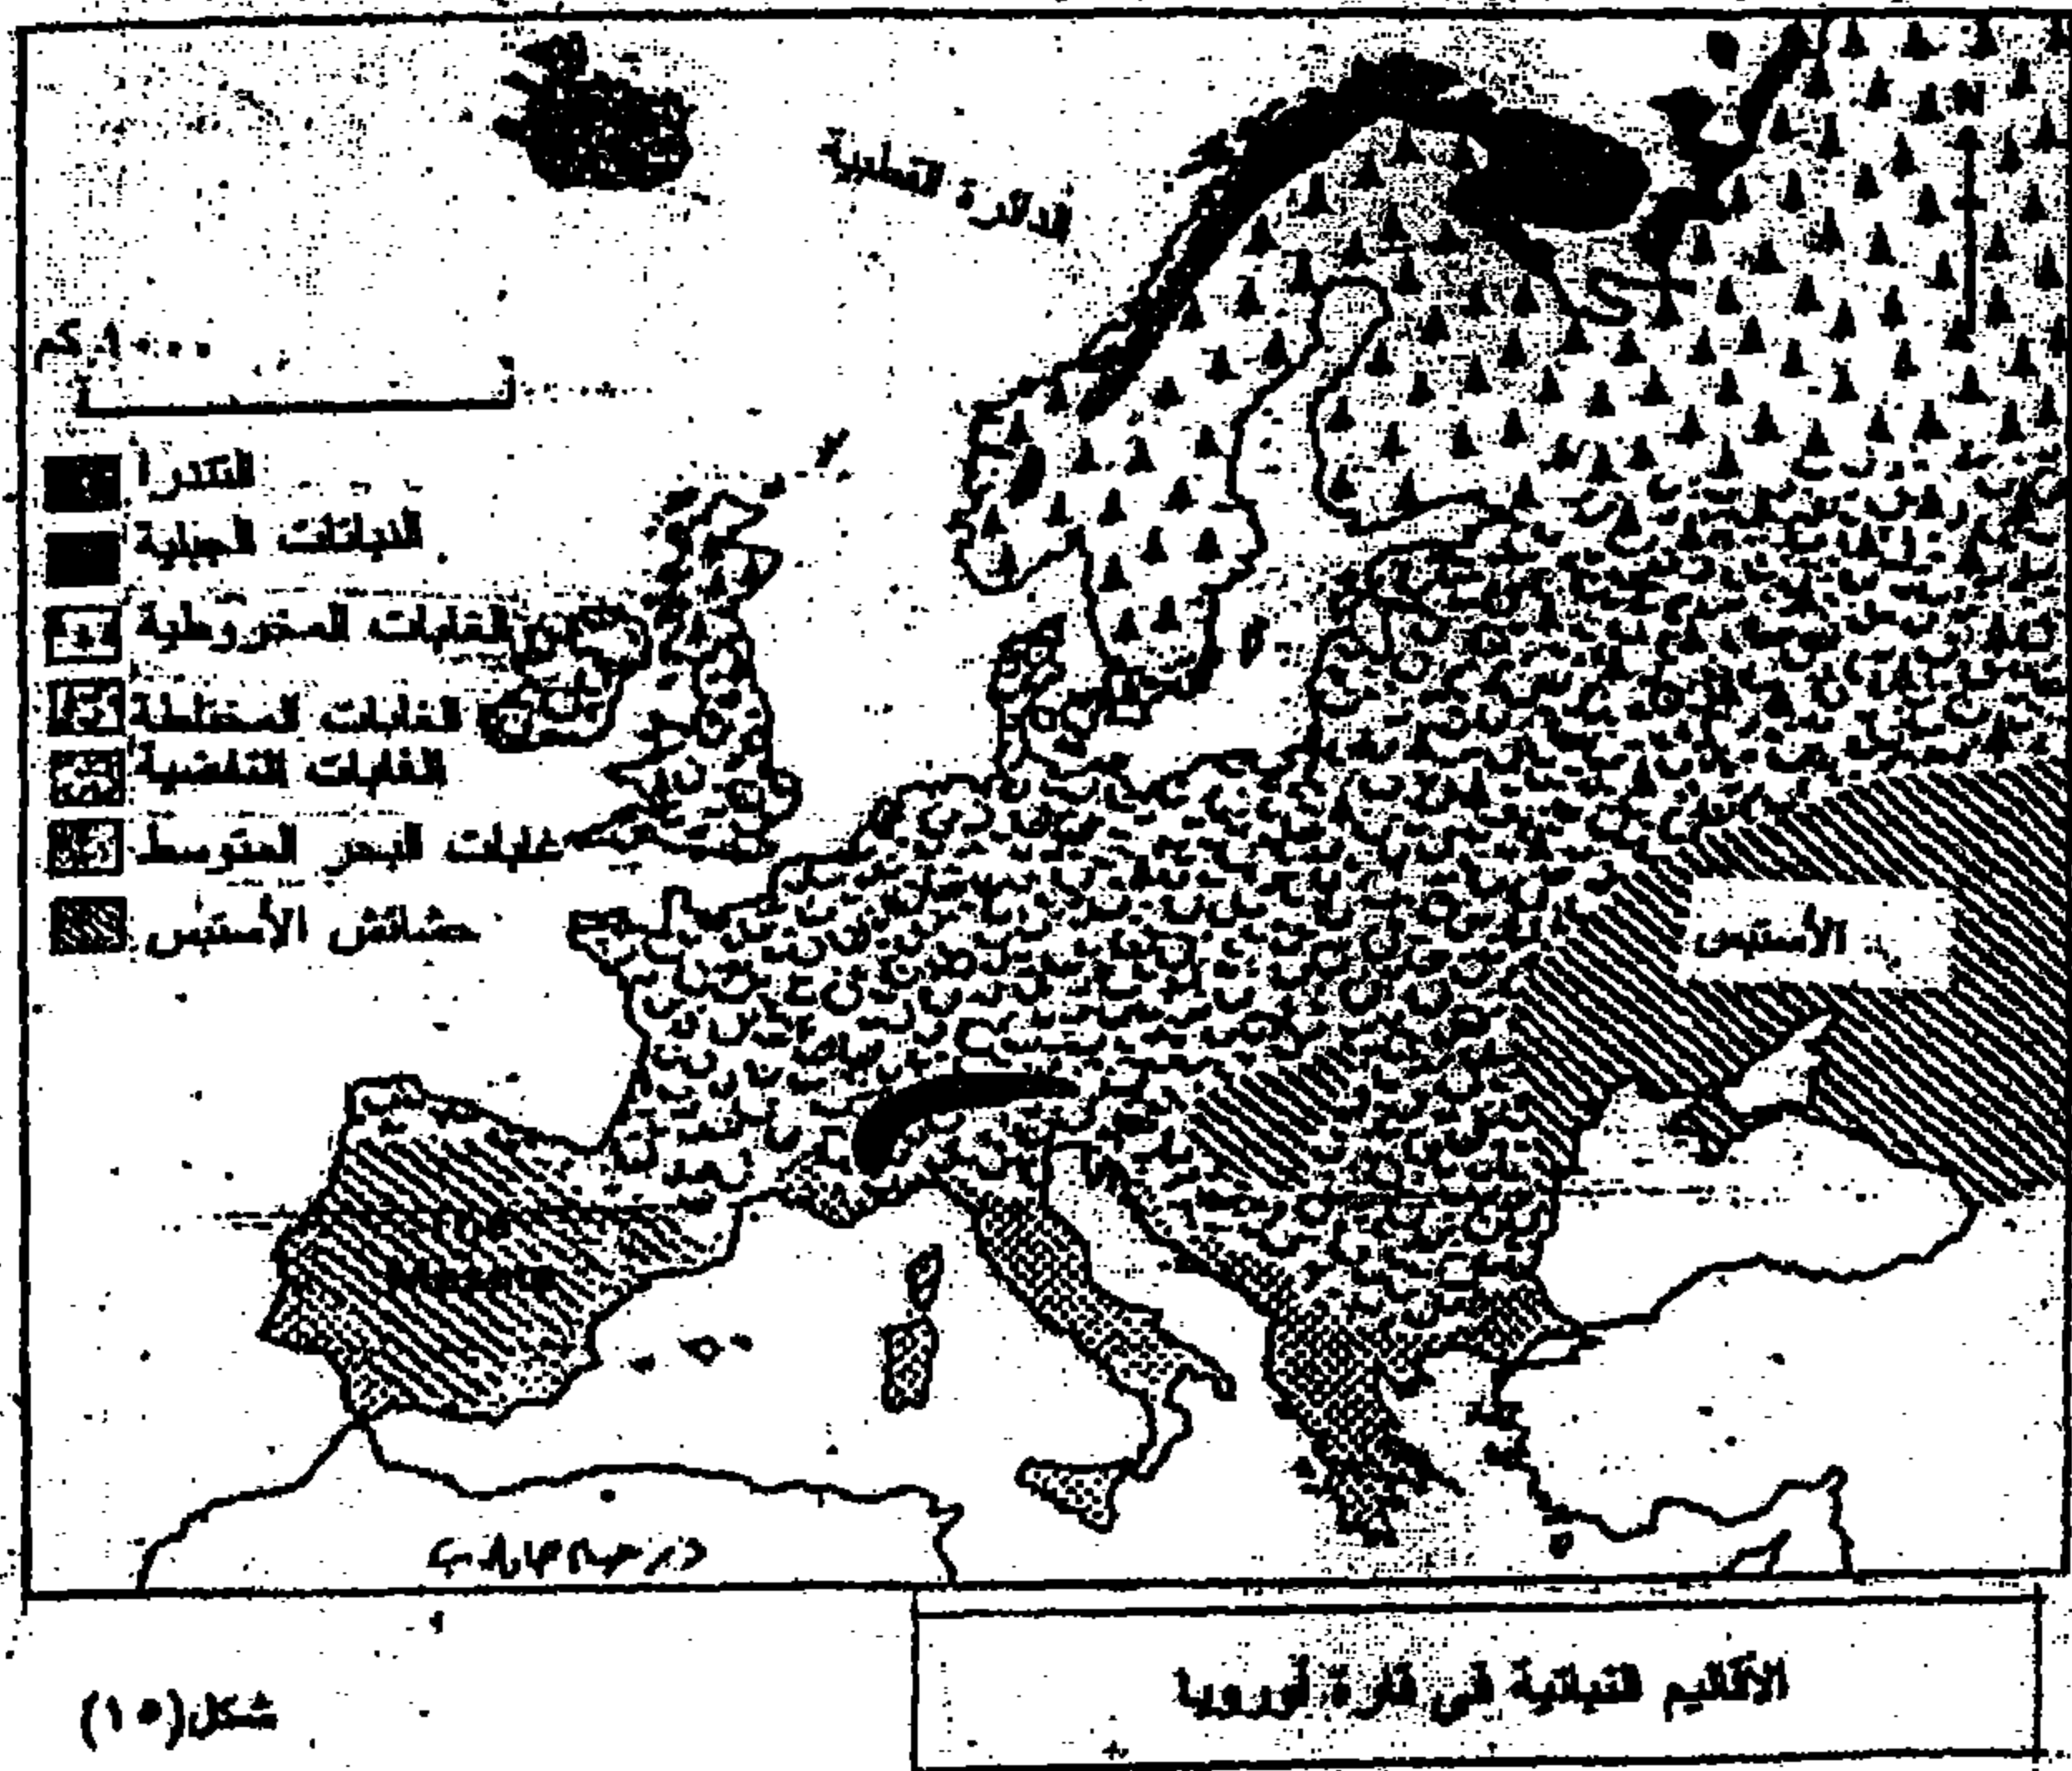 الدائرة القطبية
١٠٠٠ كم
التندرا
النباتات الجبلية
الغابات المخروطية
الغابات المختلطة
الغابات النفضية
غابات البحر المتوسط
حشائش الأستبس
الأستبس
Meseta
الأقاليم النباتية في قارة أوروبا
شكل (١٥)